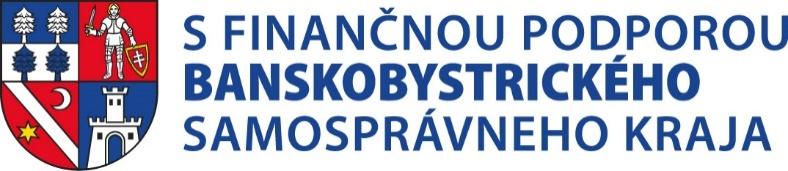 S FINANČNOU PODPOROU
BANSKOBYSTRICKÉHO
SAMOSPRÁVNEHO KRAJA